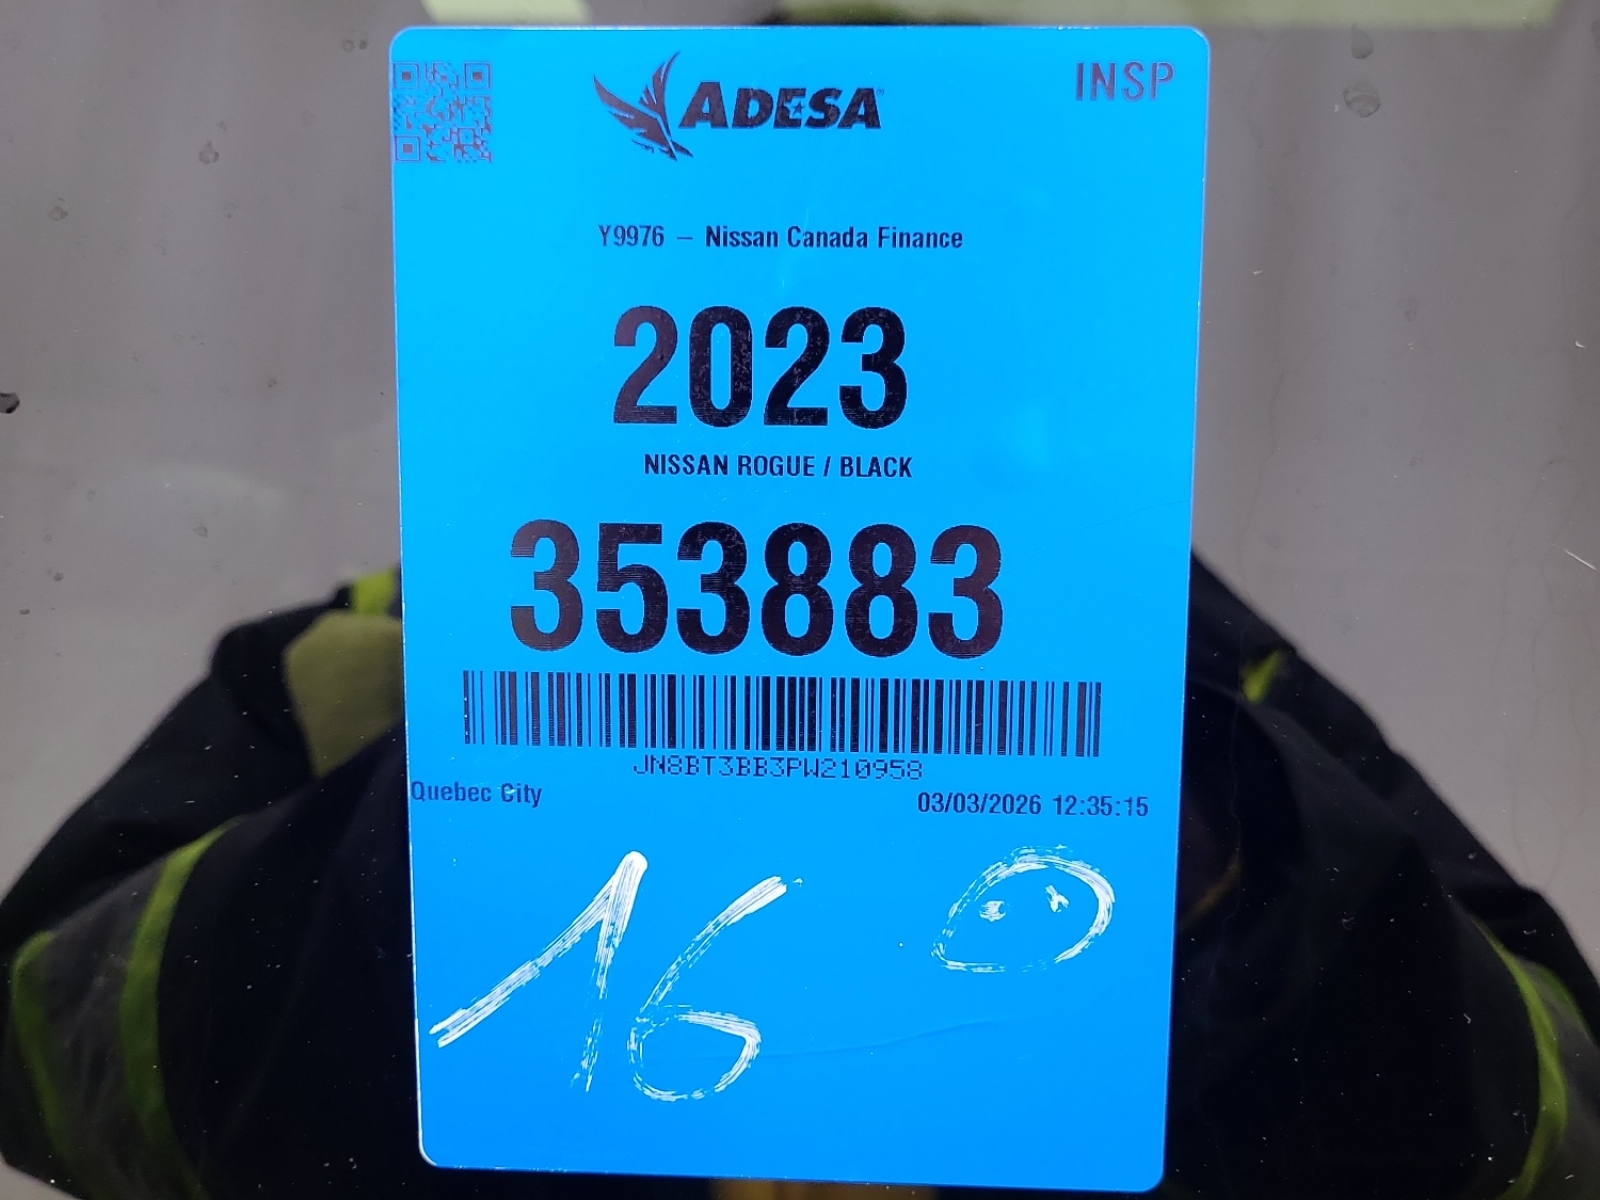 ADESA™ INSP
Y9976 – Nissan Canada Finance
2023
NISSAN ROGUE / BLACK
353883
JN8BT3BB3PW210958
Quebec City 03/03/2026 12:35:15
16